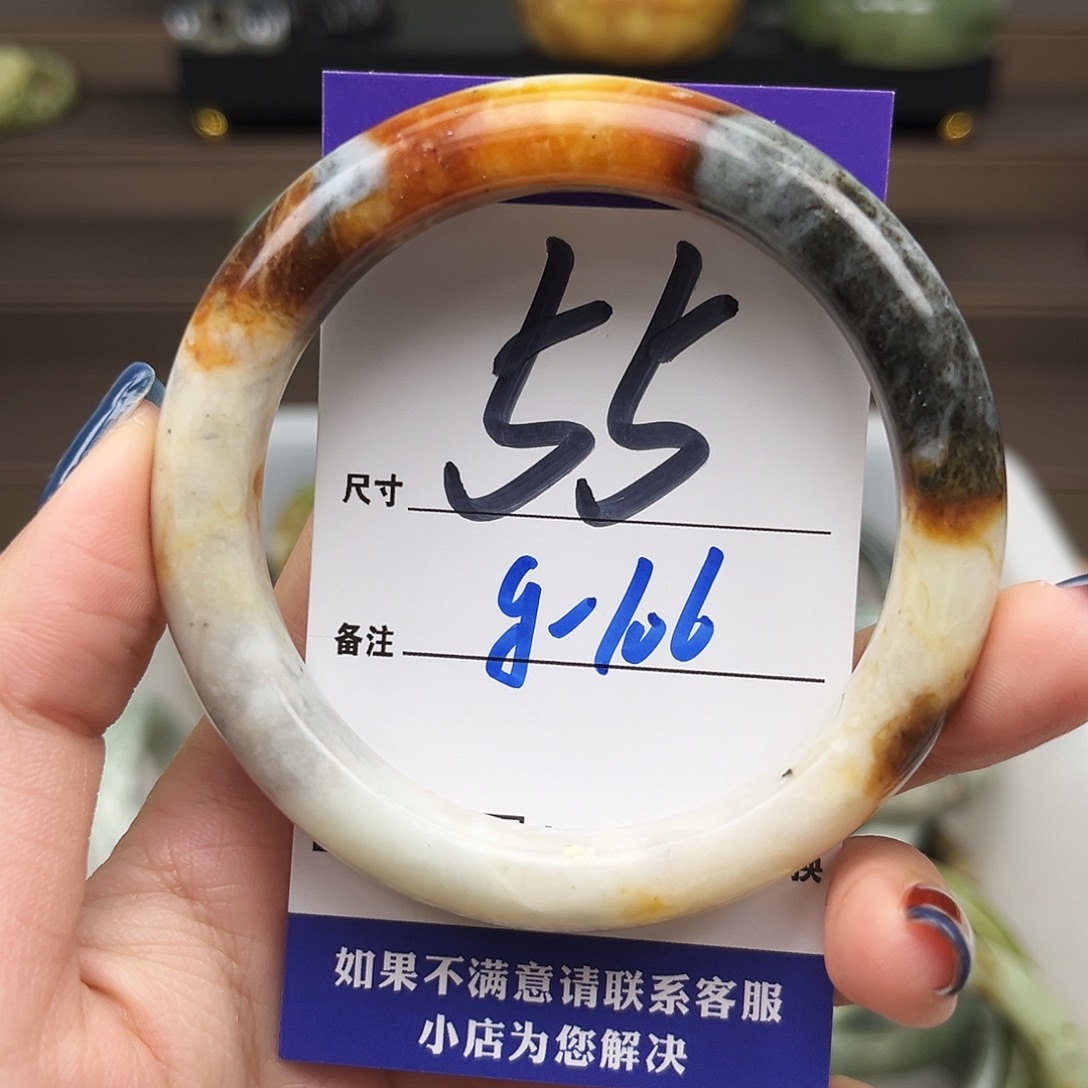 55
尺寸
g-106
备注
换
如果不满意请联系客服
小店为您解决